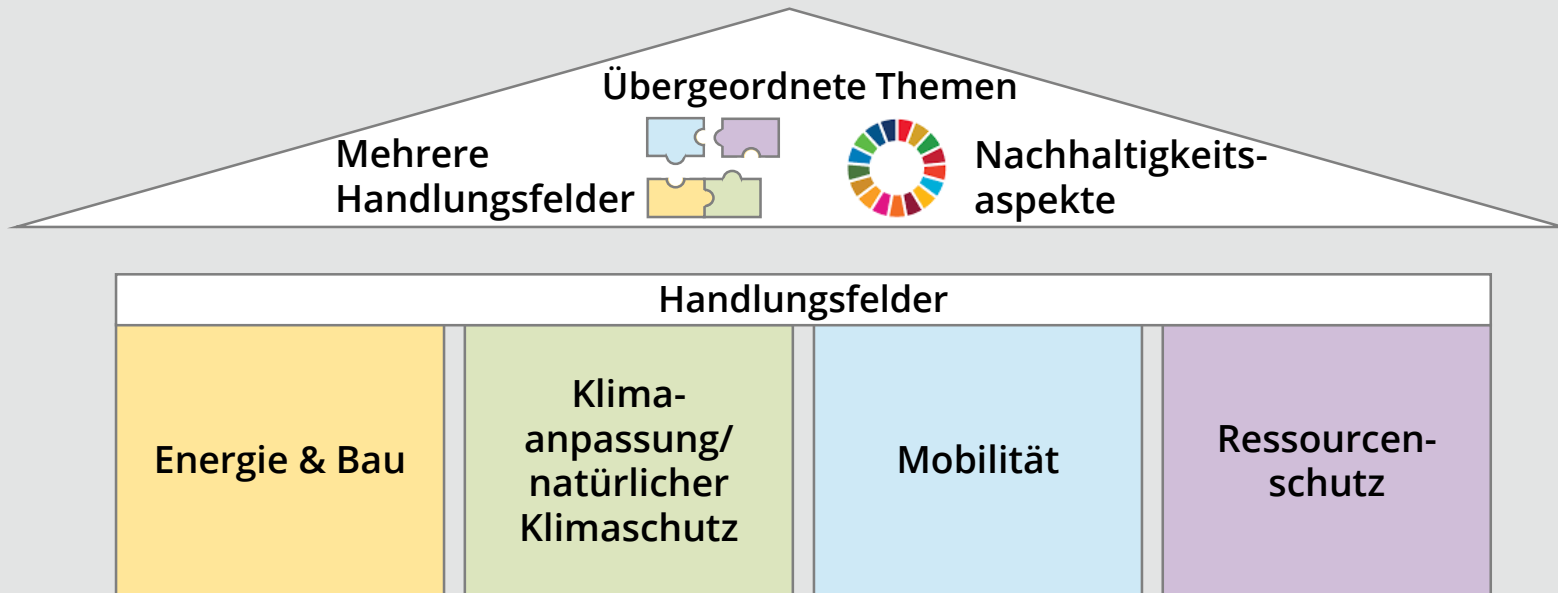 Übergeordnete Themen
Mehrere
Handlungsfelder
Nachhaltigkeits-
aspekte
Handlungsfelder
Energie & Bau
Klima-
anpassung/
natürlicher
Klimaschutz
Mobilität
Ressourcen-
schutz